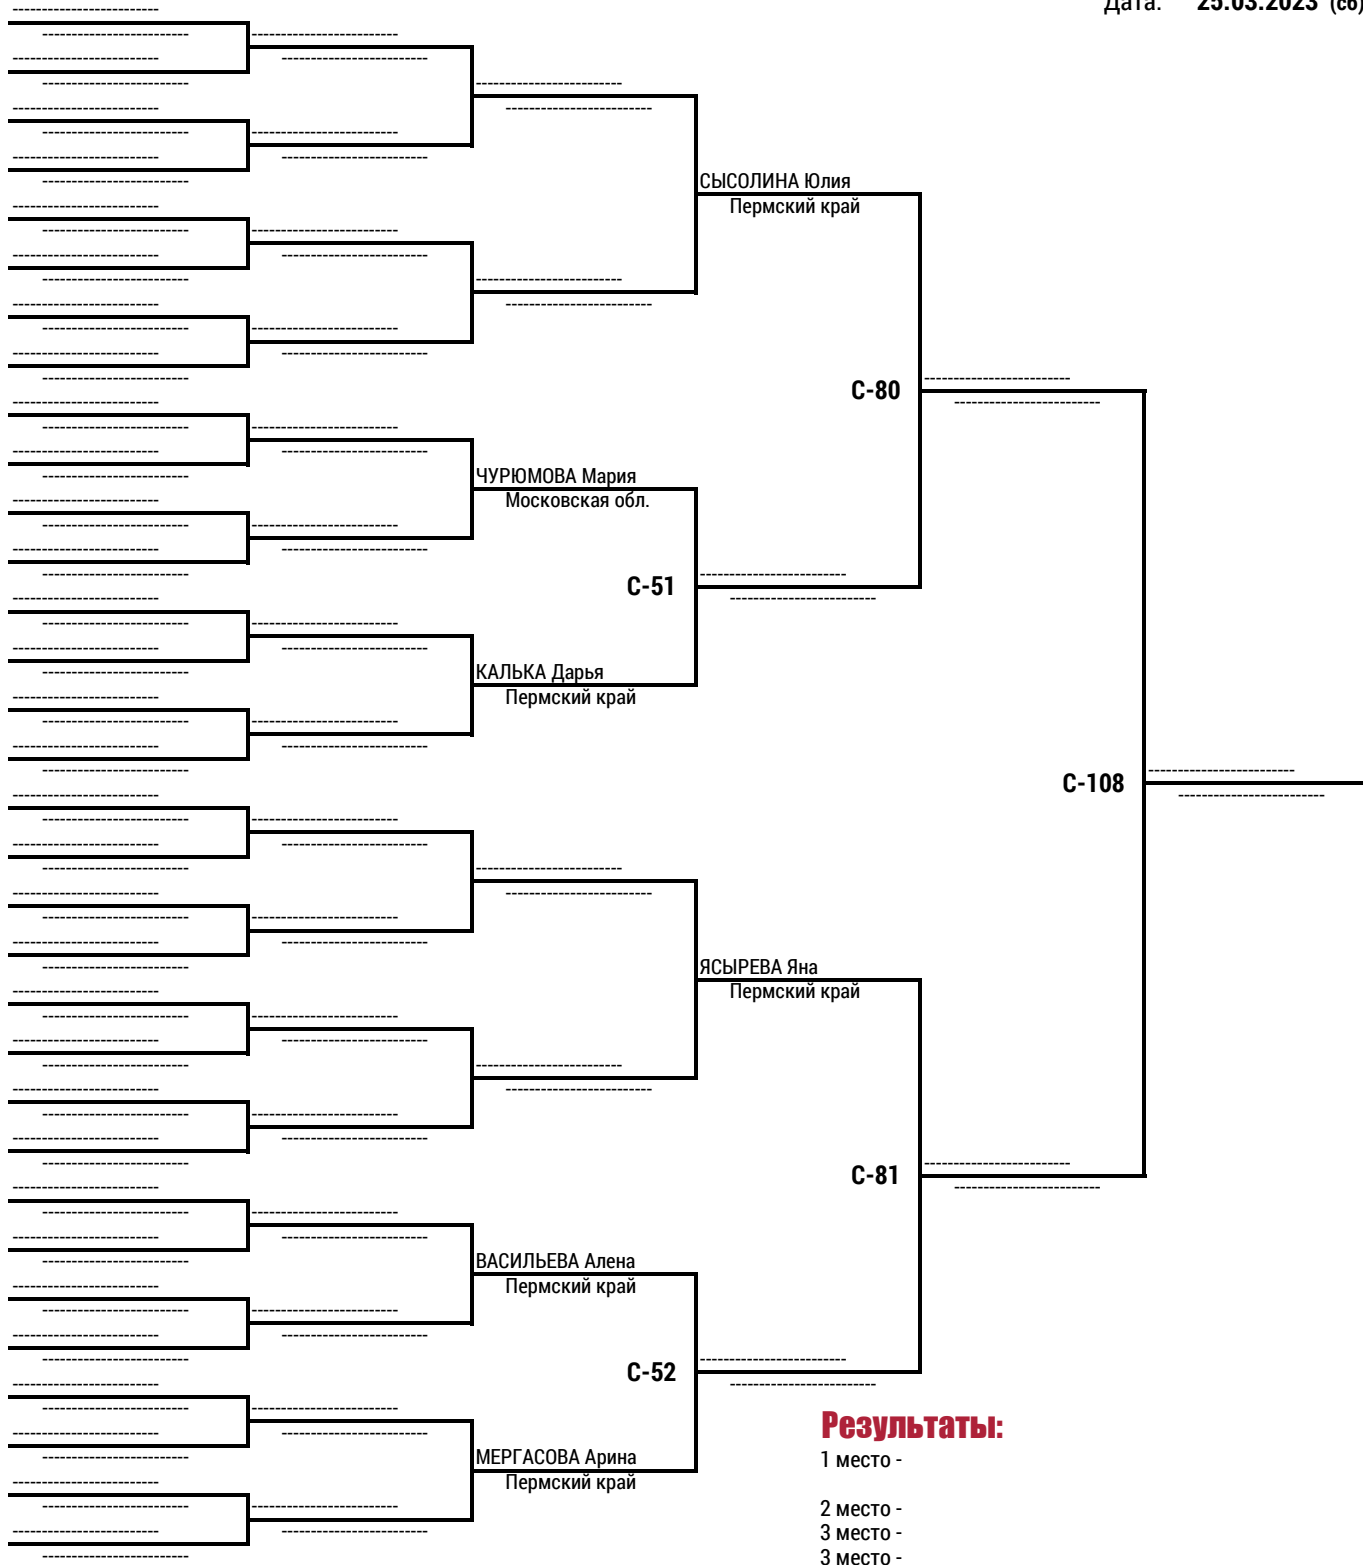 Дата: 25.03.2023 (сб)
СЫСОЛИНА Юлия
Пермский край
С-80
ЧУРЮМОВА Мария
Московская обл.
С-51
КАЛЬКА Дарья
Пермский край
С-108
ЯСЫРЕВА Яна
Пермский край
С-81
ВАСИЛЬЕВА Алена
Пермский край
С-52
МЕРГАСОВА Арина
Пермский край
Результаты:
1 место -
2 место -
3 место -
3 место -